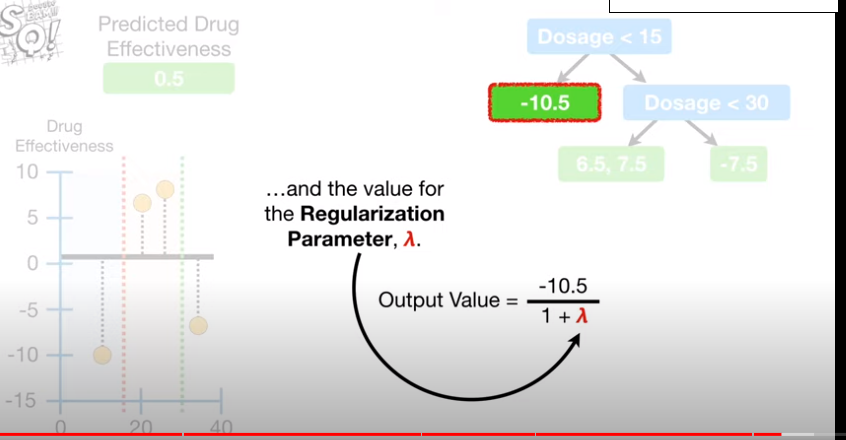 SQ!
Predicted Drug
Effectiveness
0.5
Dosage < 15
-10.5
Dosage < 30
6.5, 7.5
-7.5
Drug
Effectiveness
10
5
0
-5
-10
-15
0
20
40
…and the value for
the Regularization
Parameter, λ.
Output Value = -10.5
1 + λ